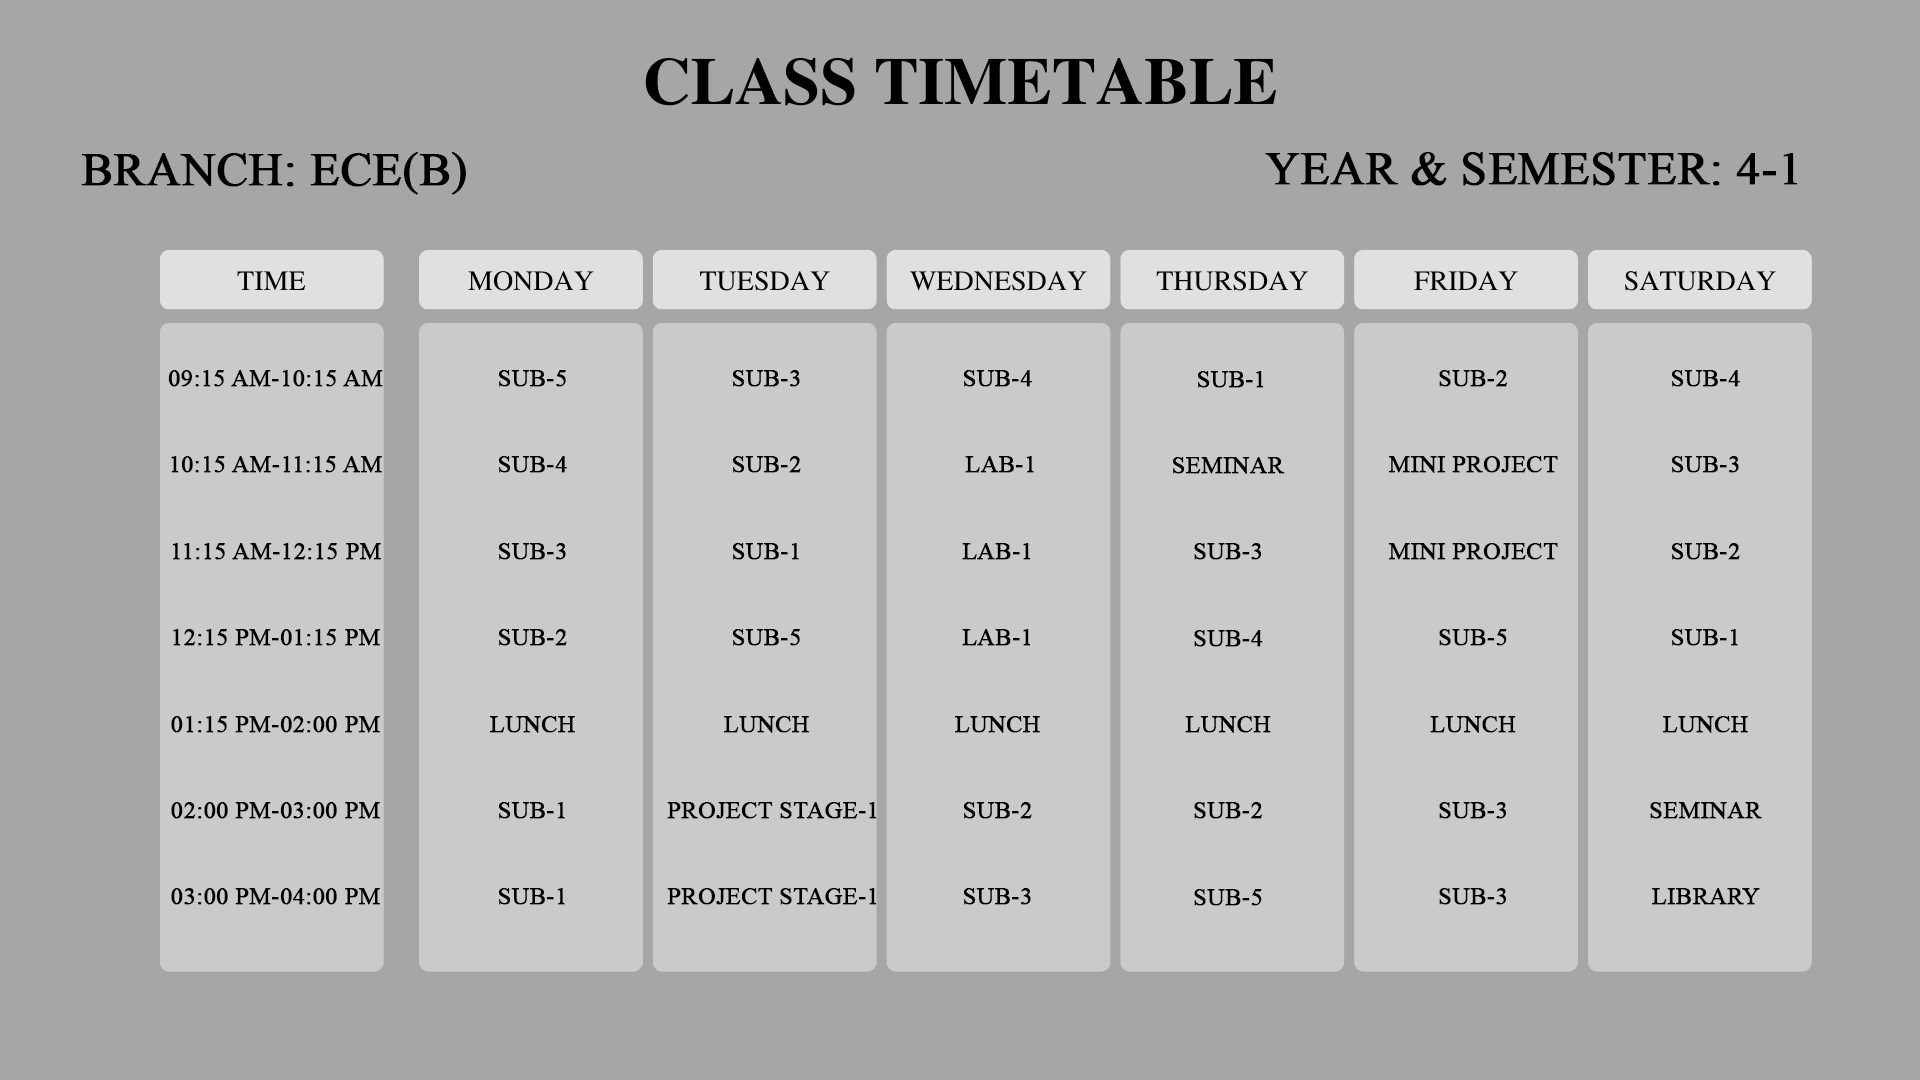 CLASS TIMETABLE
BRANCH: ECE(B) YEAR & SEMESTER: 4-1
TIME MONDAY TUESDAY WEDNESDAY THURSDAY FRIDAY SATURDAY
09:15 AM-10:15 AM SUB-5 SUB-3 SUB-4 SUB-1 SUB-2 SUB-4
10:15 AM-11:15 AM SUB-4 SUB-2 LAB-1 SEMINAR MINI PROJECT SUB-3
11:15 AM-12:15 PM SUB-3 SUB-1 LAB-1 SUB-3 MINI PROJECT SUB-2
12:15 PM-01:15 PM SUB-2 SUB-5 LAB-1 SUB-4 SUB-5 SUB-1
01:15 PM-02:00 PM LUNCH LUNCH LUNCH LUNCH LUNCH LUNCH
02:00 PM-03:00 PM SUB-1 PROJECT STAGE-1 SUB-2 SUB-2 SUB-3 SEMINAR
03:00 PM-04:00 PM SUB-1 PROJECT STAGE-1 SUB-3 SUB-5 SUB-3 LIBRARY